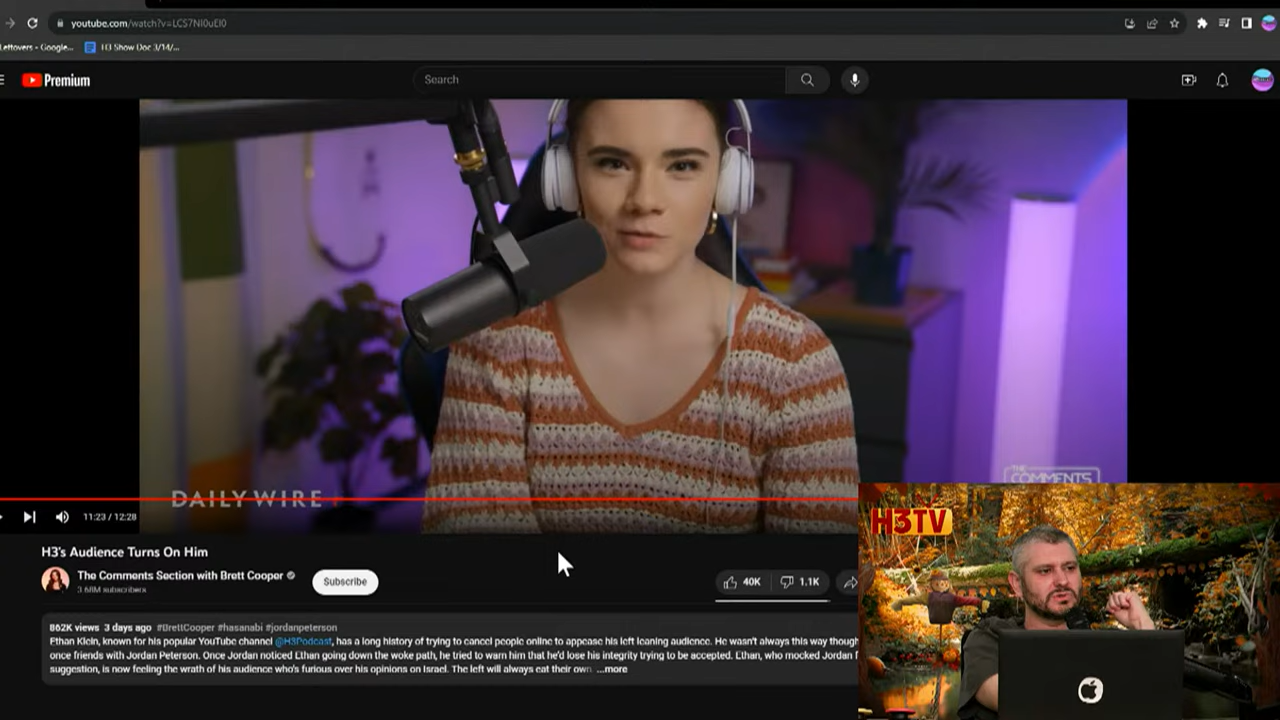 youtube.com/watch?v=LCS7NI0uEI0
Leftovers - Google...
H3 Show Doc 3/14/...
Premium
Search
DAILY WIRE +
THE COMMENTS
11:23 / 12:28
H3TV
H3's Audience Turns On Him
The Comments Section with Brett Cooper
3.68M subscribers
Subscribe
40K
1.1K
862K views 3 days ago #BrettCooper #hasanabi #jordanpeterson
Ethan Klein, known for his popular YouTube channel @H3Podcast, has a long history of trying to cancel people online to appease his left leaning audience. He wasn't always this way though
once friends with Jordan Peterson. Once Jordan noticed Ethan going down the woke path, he tried to warn him that he'd lose his integrity trying to be accepted. Ethan, who mocked Jordan
suggestion, is now feeling the wrath of his audience who's furious over his opinions on Israel. The left will always eat their own ...more